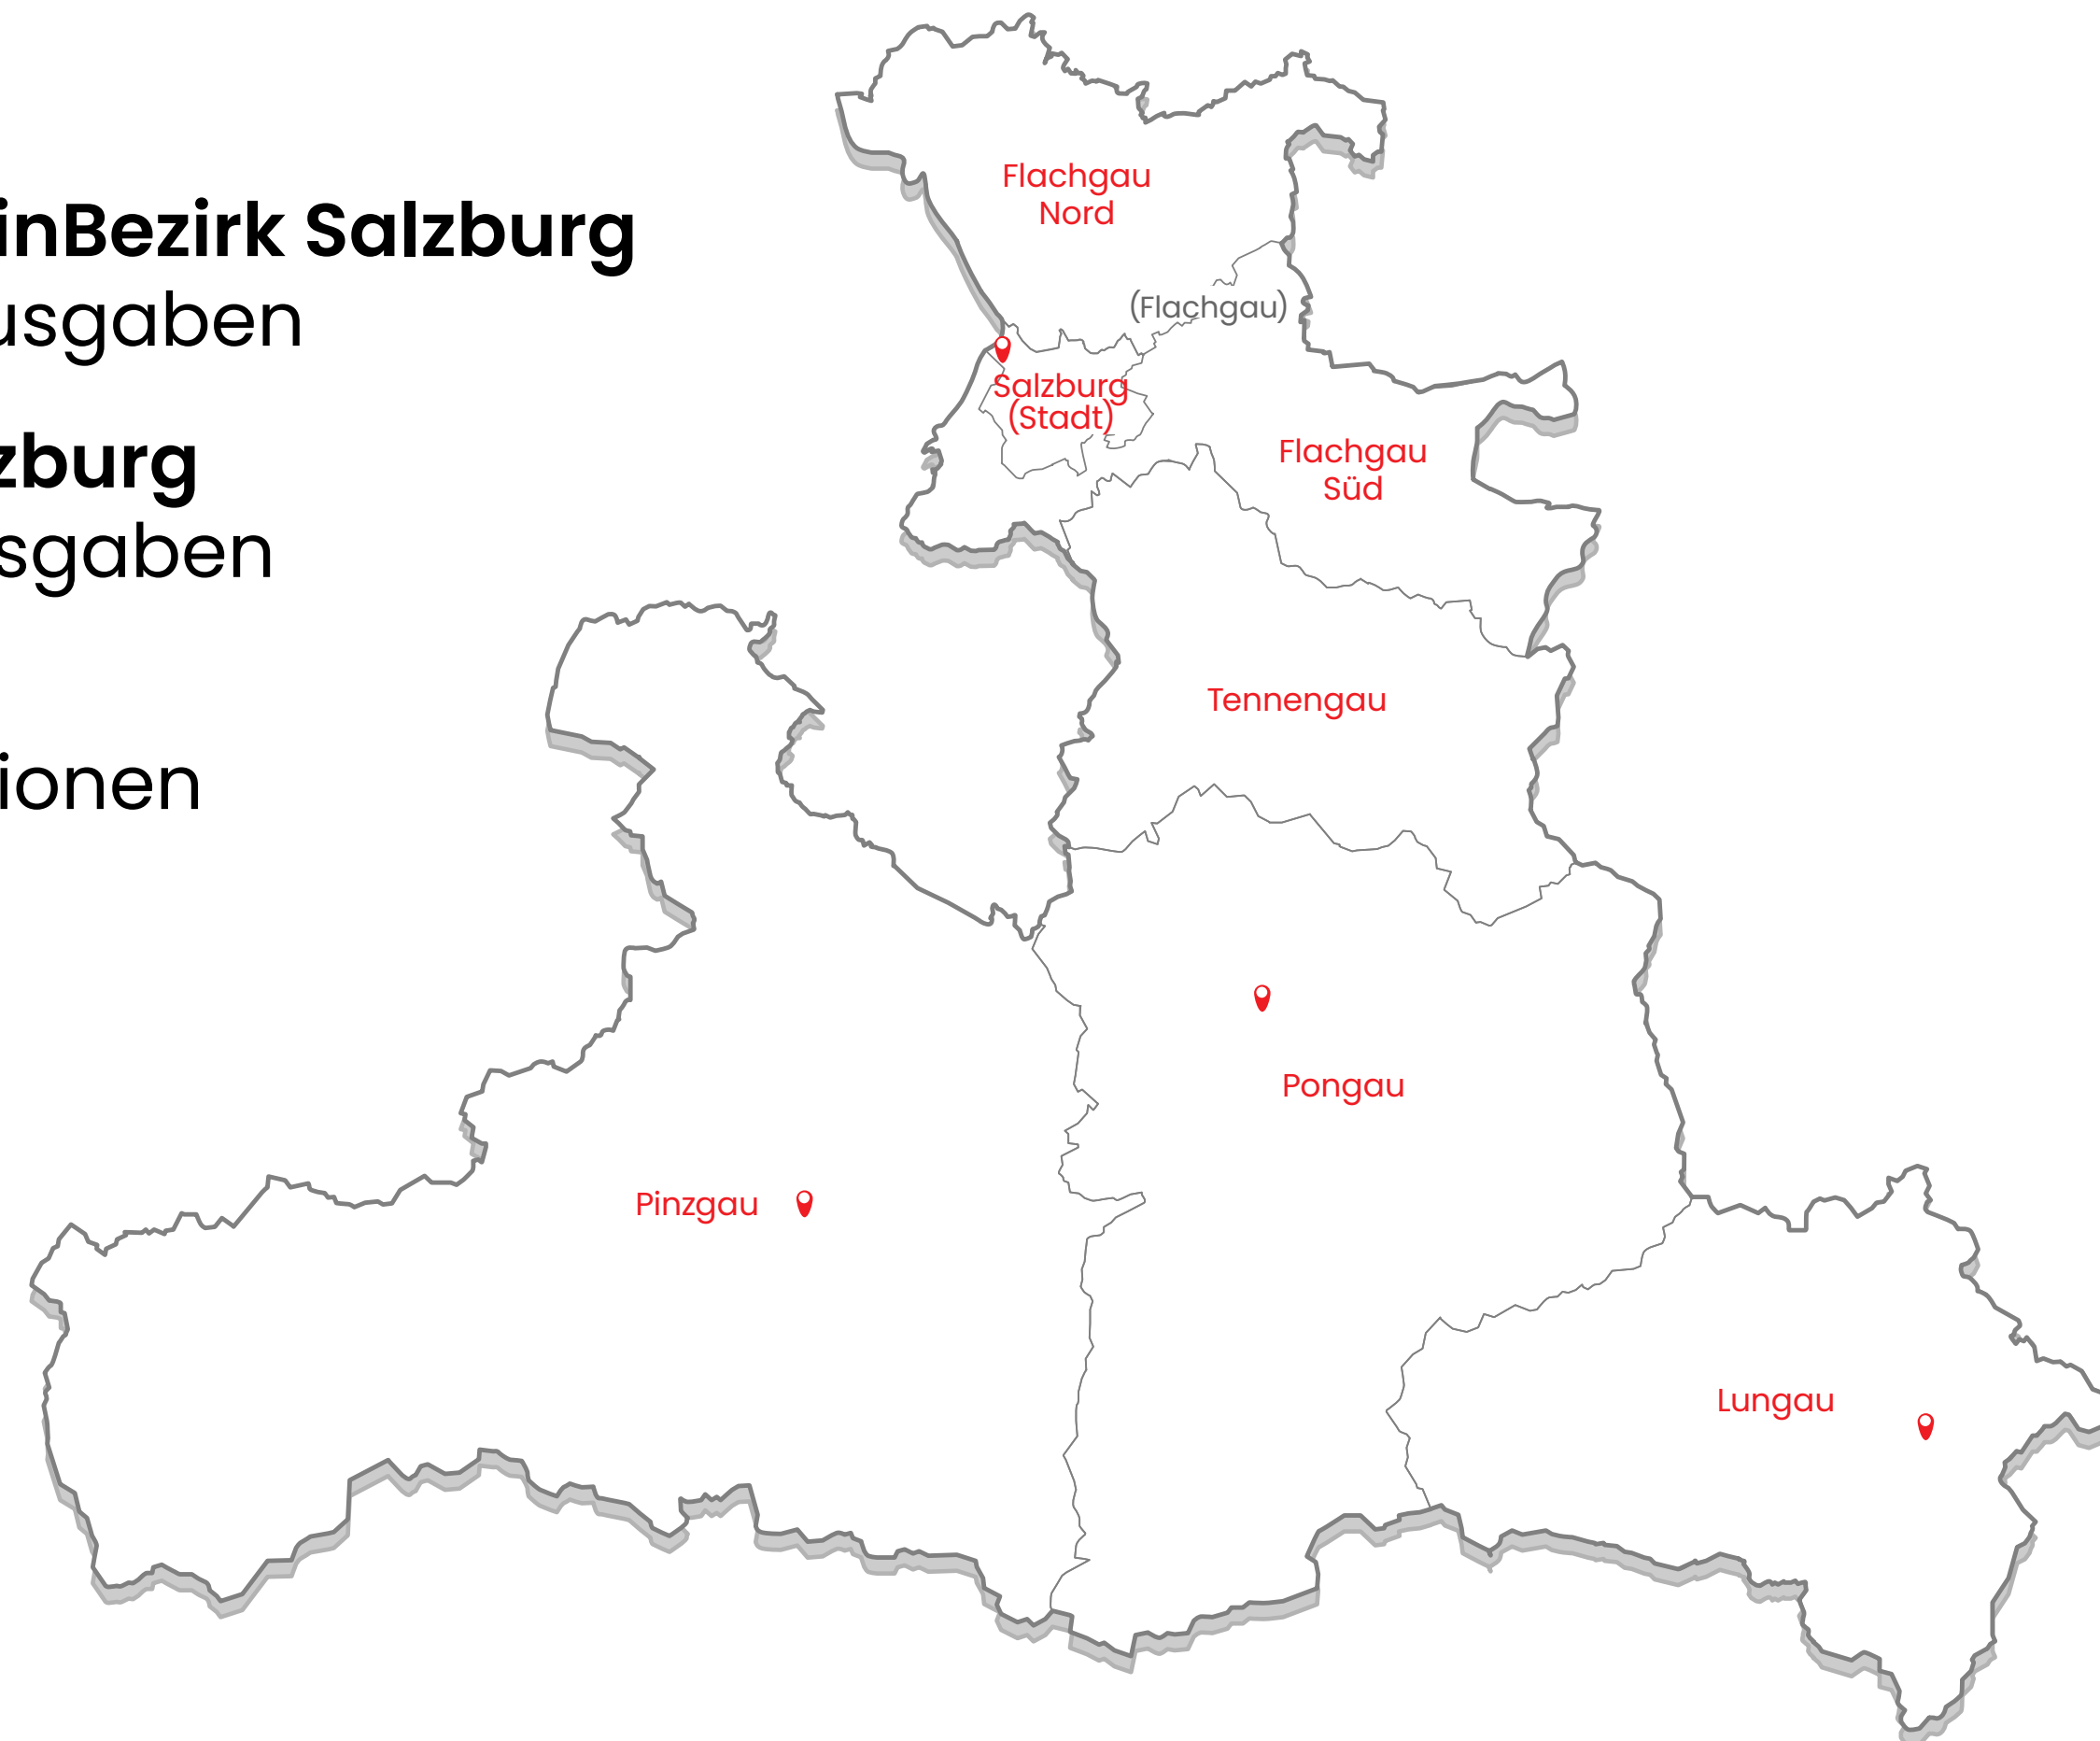 inBezirk Salzburg
usgaben
zburg
sgaben
ionen
Flachgau
Nord
(Flachgau)
Salzburg
(Stadt)
Flachgau
Süd
Tennengau
Pongau
Pinzgau
Lungau